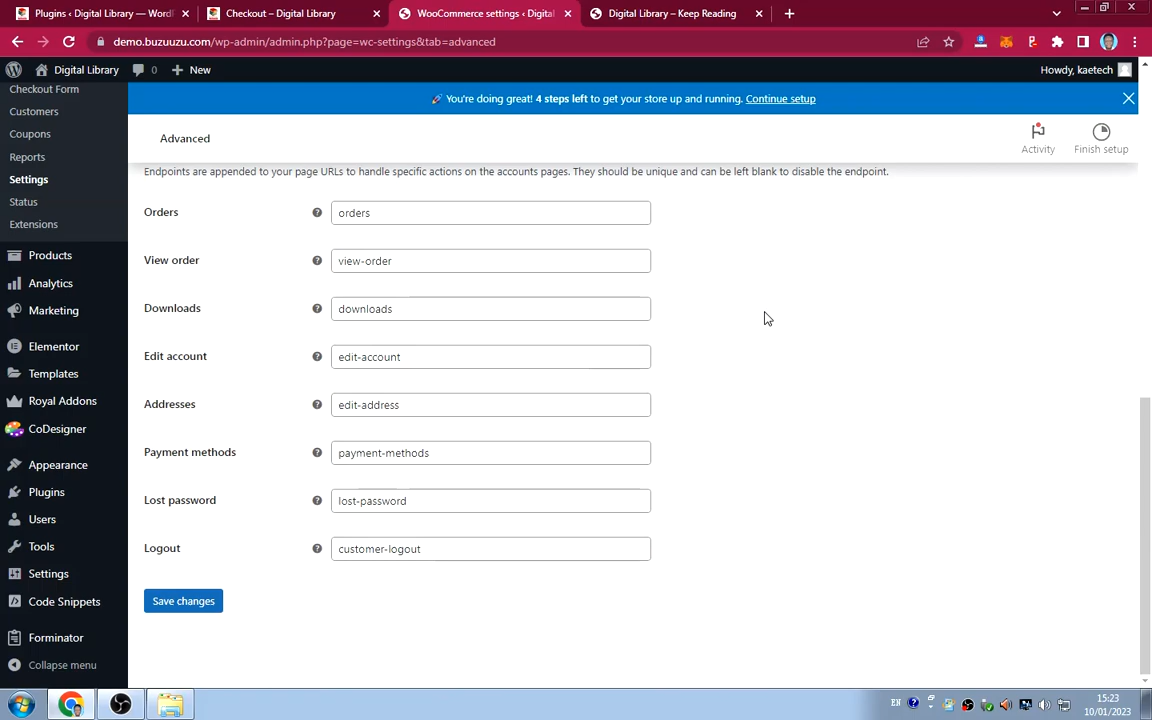 Plugins ‹ Digital Library — Word
Checkout – Digital Library
WooCommerce settings ‹ Digital
Digital Library – Keep Reading
demo.buzuuzu.com/wp-admin/admin.php?page=wc-settings&tab=advanced
Digital Library
0
New
Howdy, kaetech
Checkout Form
Customers
Coupons
Reports
Settings
Status
Extensions
Products
Analytics
Marketing
Elementor
Templates
Royal Addons
CoDesigner
Appearance
Plugins
Users
Tools
Settings
Code Snippets
Forminator
Collapse menu
🚀 You're doing great! 4 steps left to get your store up and running. Continue setup
Advanced
Activity
Finish setup
Endpoints are appended to your page URLs to handle specific actions on the accounts pages. They should be unique and can be left blank to disable the endpoint.
Orders orders
View order view-order
Downloads downloads
Edit account edit-account
Addresses edit-address
Payment methods payment-methods
Lost password lost-password
Logout customer-logout
Save changes
EN
15:23
10/01/2023